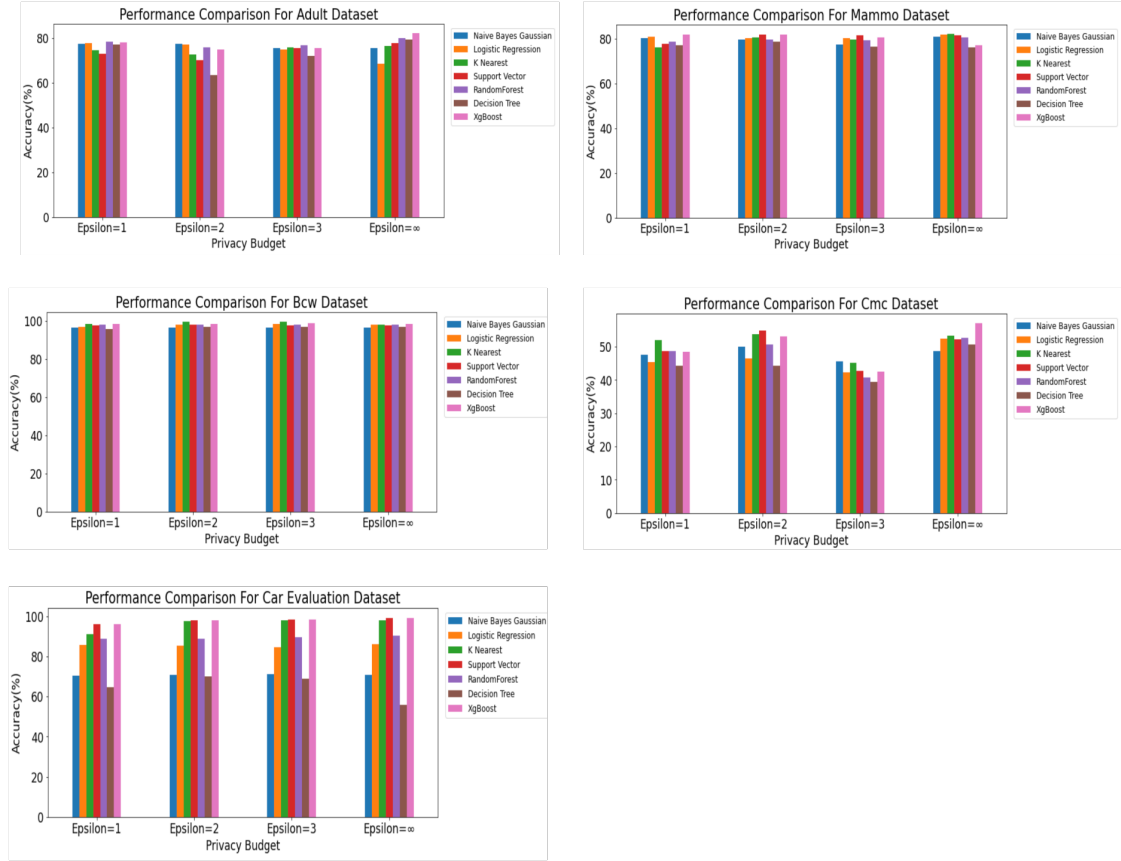 Performance Comparison For Adult Dataset
Accuracy(%)
80
60
40
20
0
Epsilon=1 Epsilon=2 Epsilon=3 Epsilon=∞
Privacy Budget
Naive Bayes Gaussian
Logistic Regression
K Nearest
Support Vector
RandomForest
Decision Tree
XgBoost
Performance Comparison For Mammo Dataset
Accuracy(%)
80
60
40
20
0
Epsilon=1 Epsilon=2 Epsilon=3 Epsilon=∞
Privacy Budget
Naive Bayes Gaussian
Logistic Regression
K Nearest
Support Vector
RandomForest
Decision Tree
XgBoost
Performance Comparison For Bcw Dataset
Accuracy(%)
100
80
60
40
20
0
Epsilon=1 Epsilon=2 Epsilon=3 Epsilon=∞
Privacy Budget
Naive Bayes Gaussian
Logistic Regression
K Nearest
Support Vector
RandomForest
Decision Tree
XgBoost
Performance Comparison For Cmc Dataset
Accuracy(%)
50
40
30
20
10
0
Epsilon=1 Epsilon=2 Epsilon=3 Epsilon=∞
Privacy Budget
Naive Bayes Gaussian
Logistic Regression
K Nearest
Support Vector
RandomForest
Decision Tree
XgBoost
Performance Comparison For Car Evaluation Dataset
Accuracy(%)
100
80
60
40
20
0
Epsilon=1 Epsilon=2 Epsilon=3 Epsilon=∞
Privacy Budget
Naive Bayes Gaussian
Logistic Regression
K Nearest
Support Vector
RandomForest
Decision Tree
XgBoost